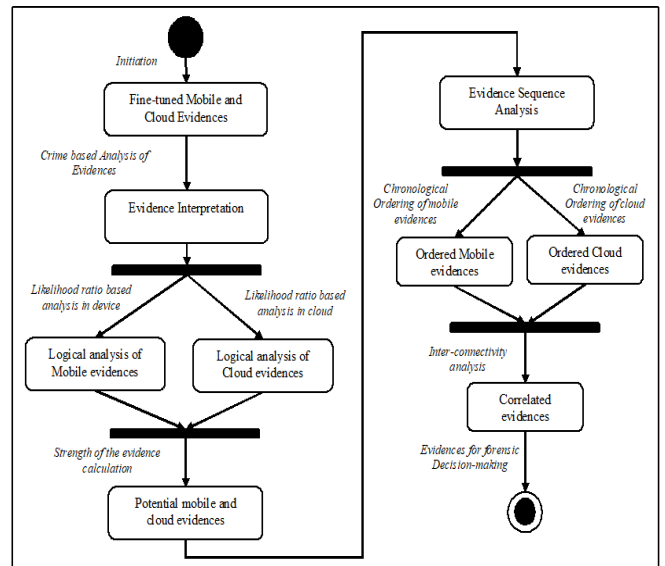 Initiation
Fine-tuned Mobile and
Cloud Evidences
Crime based Analysis of
Evidences
Evidence Interpretation
Likelihood ratio based
analysis in device
Likelihood ratio based
analysis in cloud
Logical analysis of
Mobile evidences
Logical analysis of
Cloud evidences
Strength of the evidence
calculation
Potential mobile and
cloud evidences
Evidence Sequence
Analysis
Chronological
Ordering of mobile
evidences
Chronological
Ordering of cloud
evidences
Ordered Mobile
evidences
Ordered Cloud
evidences
Inter-connectivity
analysis
Correlated
evidences
Evidences for forensic
Decision-making